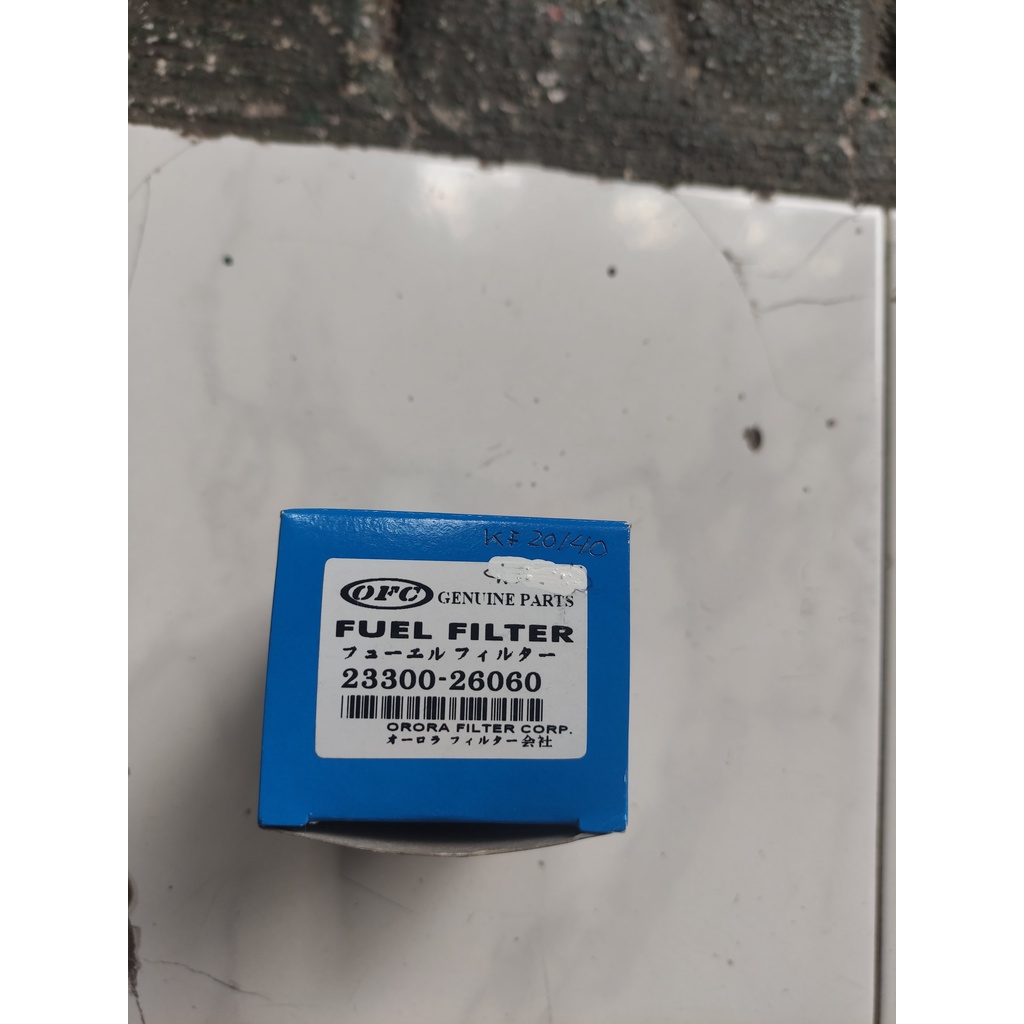 KF 20140
OFC GENUINE PARTS
FUEL FILTER
フューエル フィルター
23300-26060
ORORA FILTER CORP.
オーロラ フィルター会社